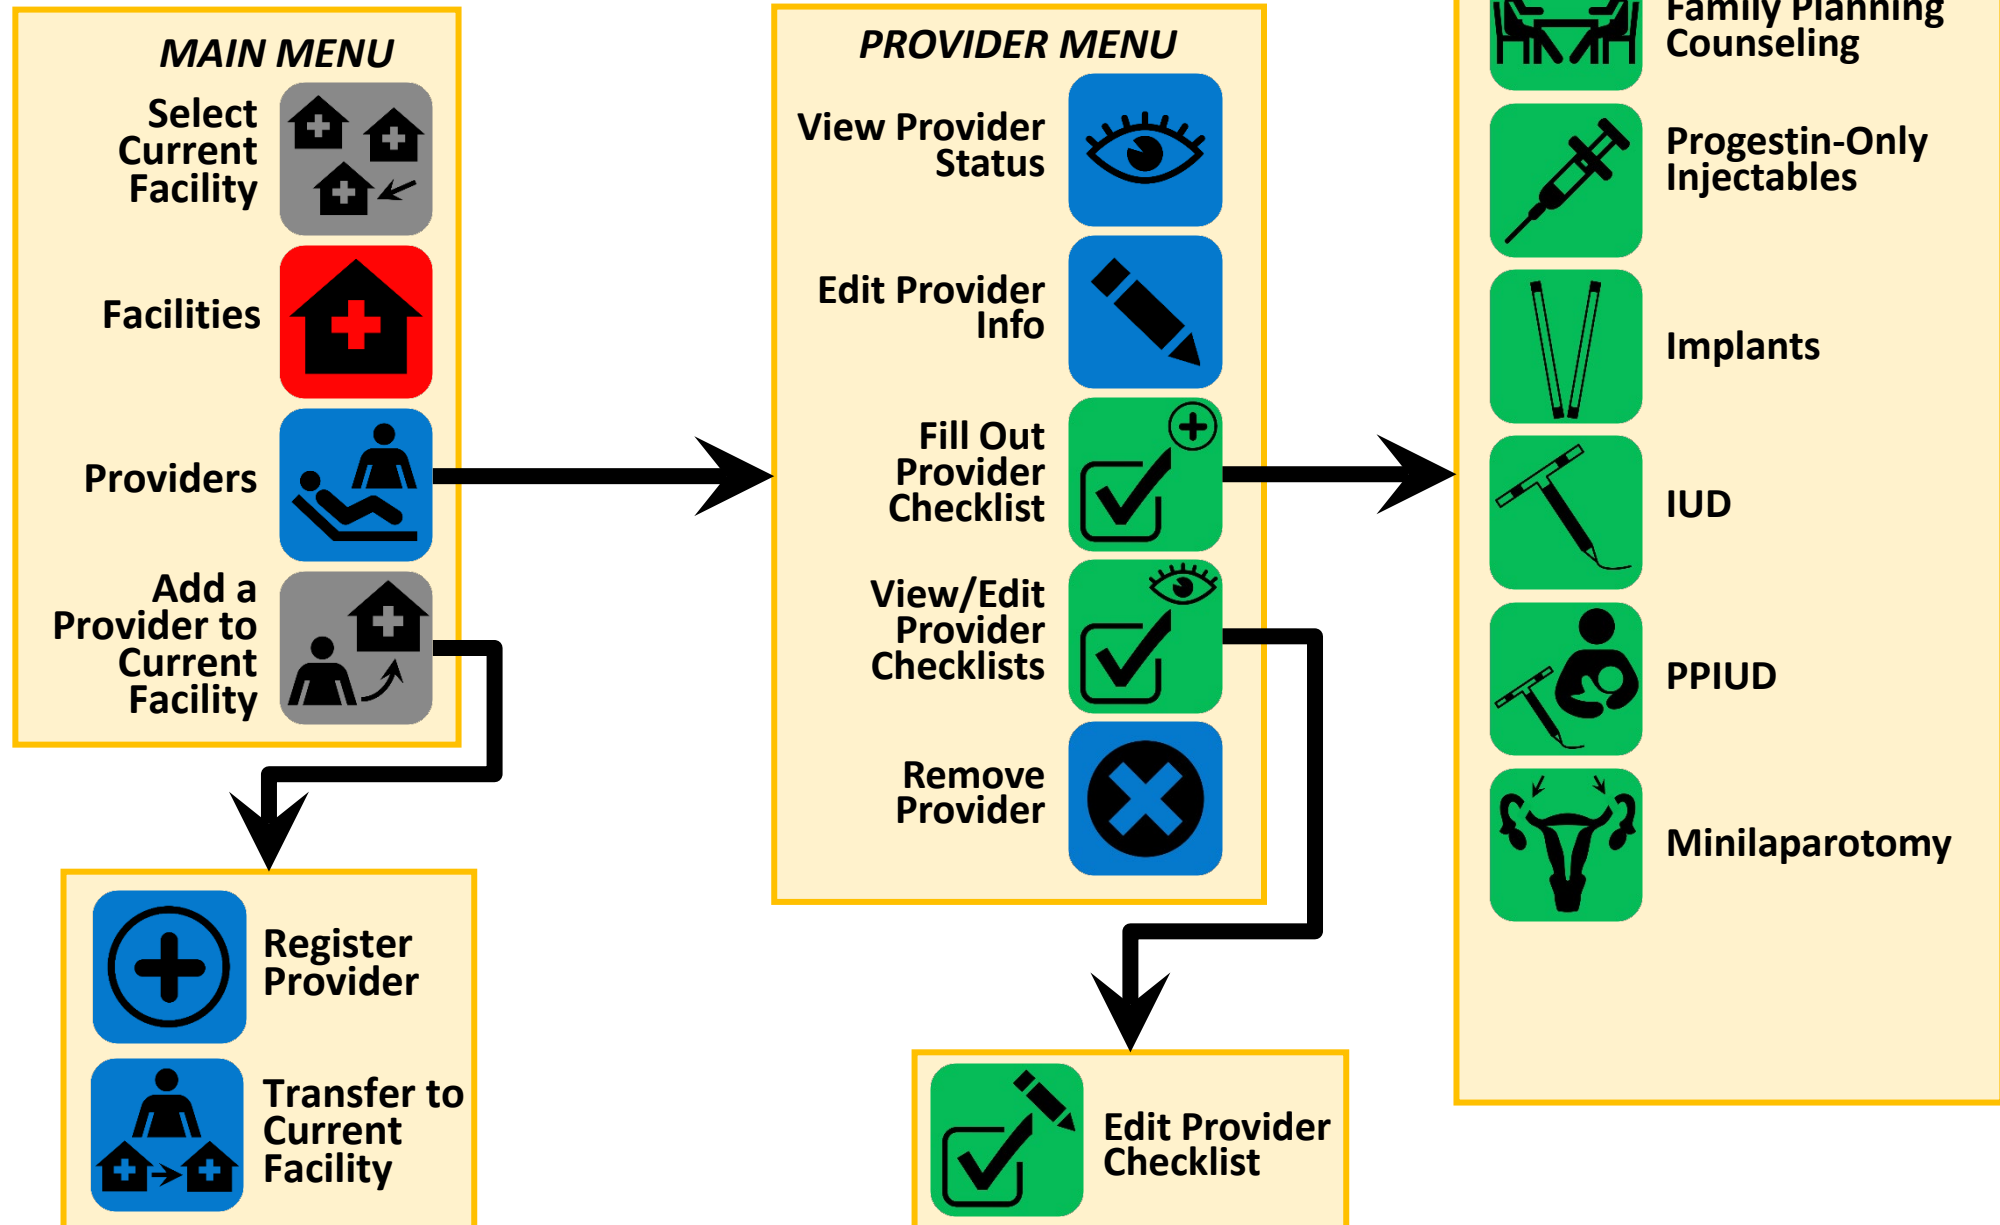 MAIN MENU
Select
Current
Facility
Facilities
Providers
Add a
Provider to
Current
Facility
Register
Provider
Transfer to
Current
Facility
PROVIDER MENU
View Provider
Status
Edit Provider
Info
Fill Out
Provider
Checklist
View/Edit
Provider
Checklists
Remove
Provider
Edit Provider
Checklist
Family Planning
Counseling
Progestin-Only
Injectables
Implants
IUD
PPIUD
Minilaparotomy